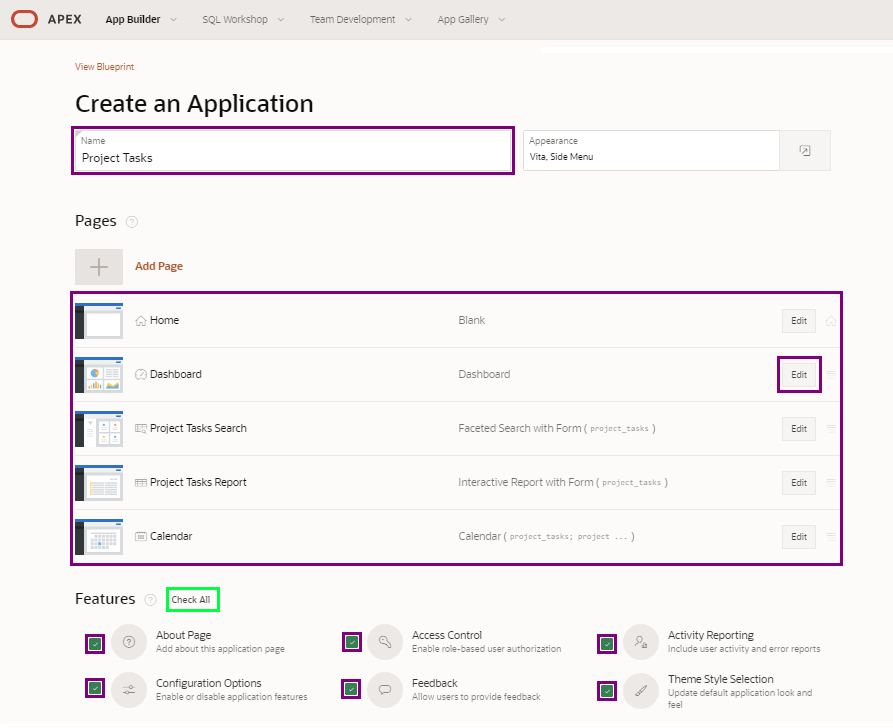 APEX App Builder SQL Workshop Team Development App Gallery
View Blueprint
Create an Application
Name
Project Tasks
Appearance
Vita, Side Menu
Pages ?
Add Page
Home Blank Edit
Dashboard Dashboard Edit
Project Tasks Search Faceted Search with Form ( project_tasks ) Edit
Project Tasks Report Interactive Report with Form ( project_tasks ) Edit
Calendar Calendar ( project_tasks; project ... ) Edit
Features ? Check All
About Page
Add about this application page
Access Control
Enable role-based user authorization
Activity Reporting
Include user activity and error reports
Configuration Options
Enable or disable application features
Feedback
Allow users to provide feedback
Theme Style Selection
Update default application look and
feel